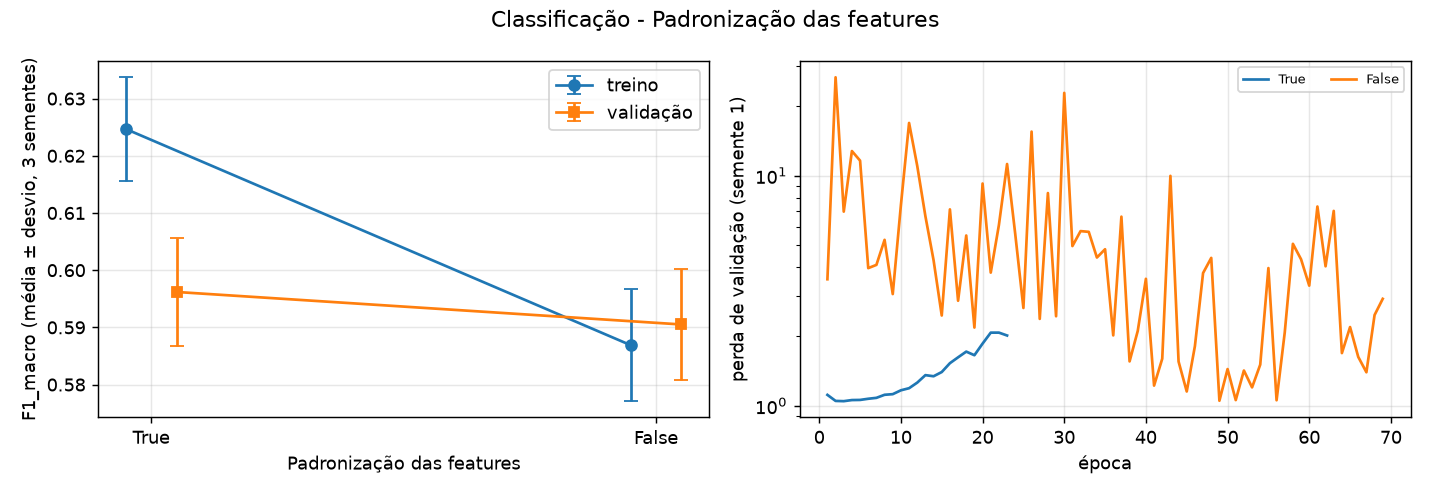 Classificação - Padronização das features
F1_macro (média ± desvio, 3 sementes)
0.63
0.62
0.61
0.60
0.59
0.58
treino
validação
True
False
Padronização das features
perda de validação (semente 1)
10¹
10⁰
True
False
0
10
20
30
40
50
60
70
época